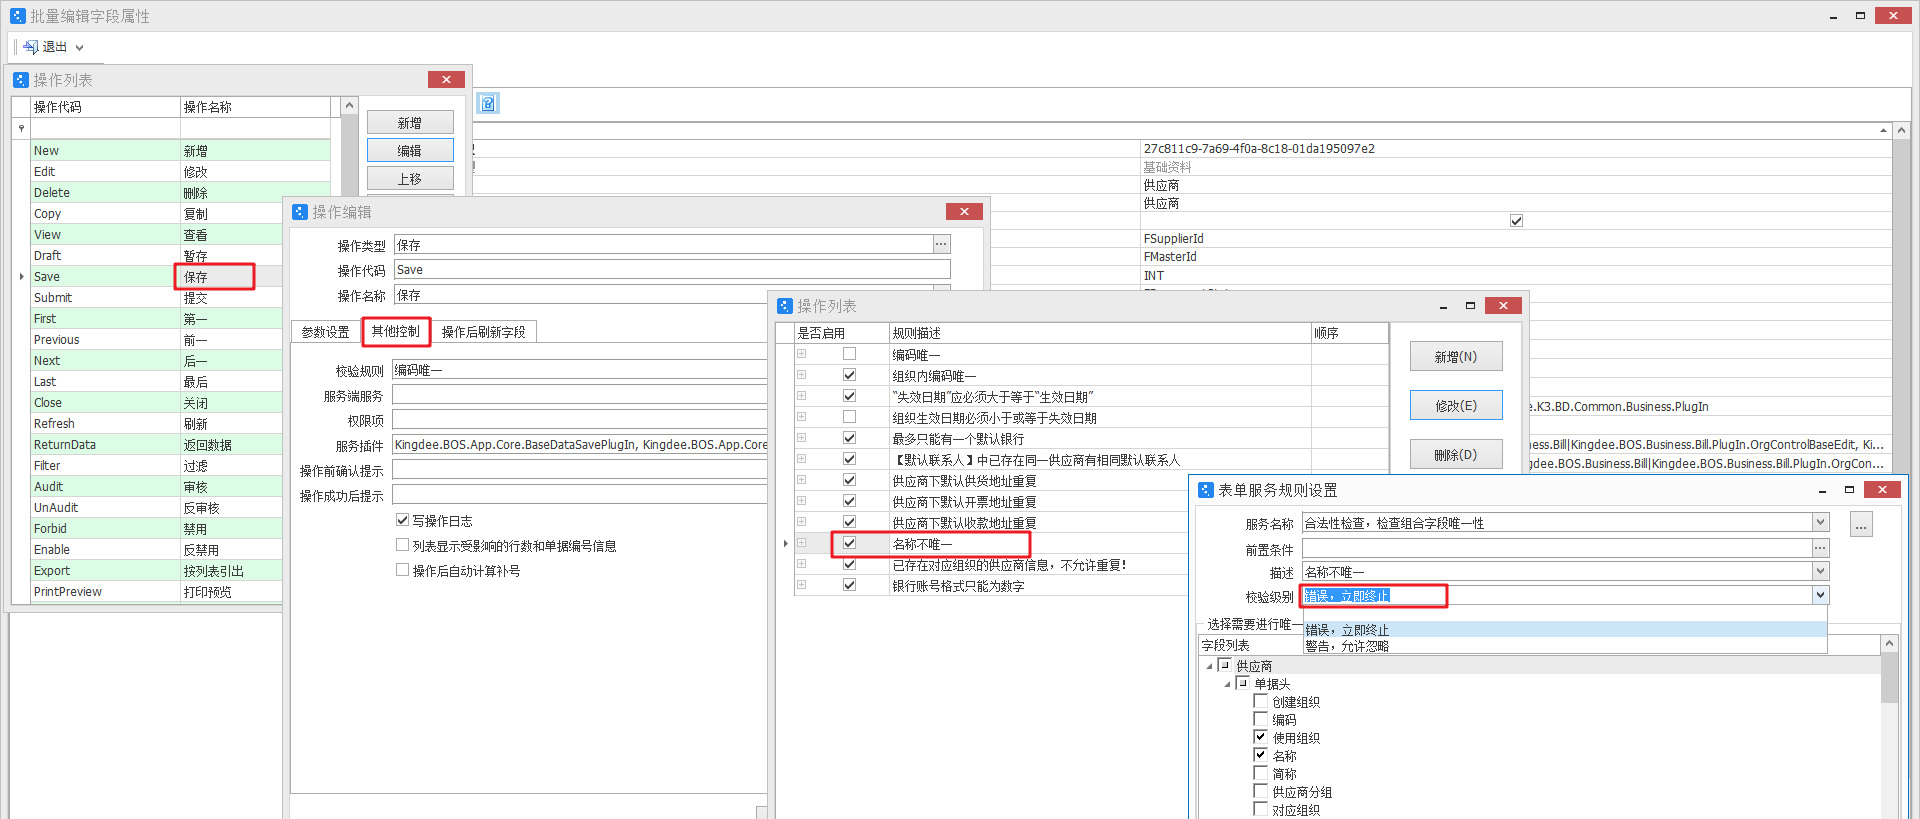 批量编辑字段属性
退出
操作列表
操作代码 操作名称
New 新增
Edit 修改
Delete 删除
Copy 复制
View 查看
Draft 暂存
Save 保存
Submit 提交
First 第一
Previous 前一
Next 后一
Last 最后
Close 关闭
Refresh 刷新
ReturnData 返回数据
Filter 过滤
Audit 审核
UnAudit 反审核
Forbid 禁用
Enable 反禁用
Export 按列表引出
PrintPreview 打印预览
新增
编辑
上移
27c811c9-7a69-4f0a-8c18-01da195097e2
基础资料
供应商
供应商
FSupplierId
FMasterId
INT
e.K3.BD.Common.Business.PlugIn
iness.Bill|Kingdee.BOS.Business.Bill.PlugIn.OrgControlBaseEdit, Ki...
gdee.BOS.Business.Bill|Kingdee.BOS.Business.Bill.PlugIn.OrgCon...
操作编辑
操作类型 保存 ...
操作代码 Save
操作名称 保存
参数设置 其他控制 操作后刷新字段
校验规则 编码唯一
服务端服务
权限项
服务插件 Kingdee.BOS.App.Core.BaseDataSavePlugIn, Kingdee.BOS.App.Core
操作前确认提示
操作成功后提示
写操作日志
列表显示受影响的行数和单据编号信息
操作后自动计算补号
操作列表
是否启用 规则描述 顺序
编码唯一
组织内编码唯一
“失效日期”应必须大于等于“生效日期”
组织生效日期必须小于或等于失效日期
最多只能有一个默认银行
【默认联系人】中已存在同一供应商有相同默认联系人
供应商下默认供货地址重复
供应商下默认开票地址重复
供应商下默认收款地址重复
名称不唯一
已存在对应组织的供应商信息，不允许重复!
银行账号格式只能为数字
新增(N)
修改(E)
删除(D)
表单服务规则设置
服务名称 合法性检查，检查组合字段唯一性 ...
前置条件 ...
描述 名称不唯一
校验级别 错误，立即终止
错误，立即终止
警告，允许忽略
选择需要进行唯一
字段列表
供应商
单据头
创建组织
编码
使用组织
名称
简称
供应商分组
对应组织